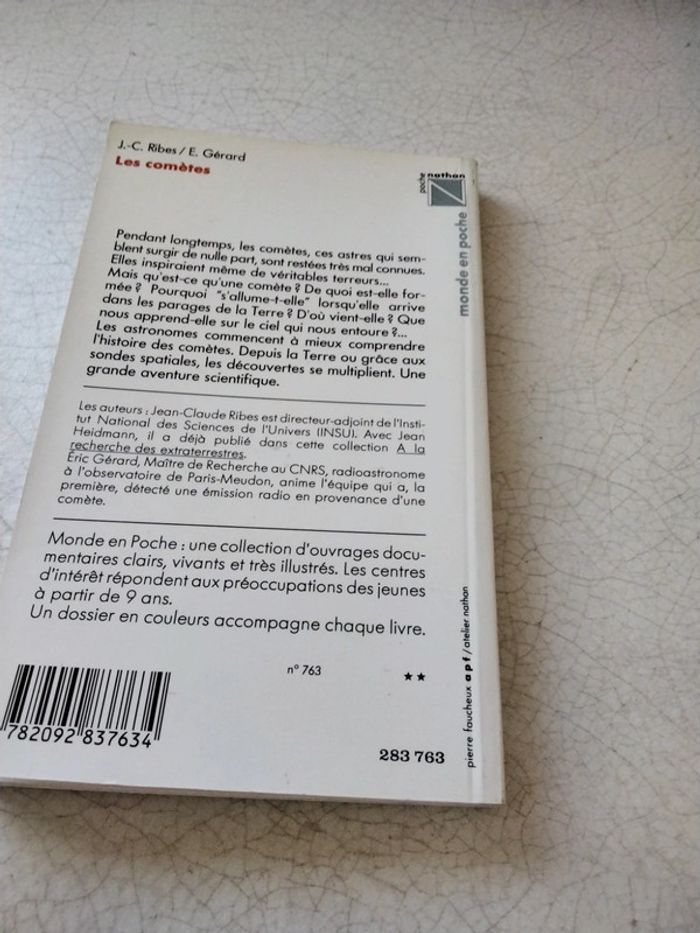 J.-C. Ribes / E. Gérard
Les comètes
poche nathan
monde en poche
Pendant longtemps, les comètes, ces astres qui sem-
blent surgir de nulle part, sont restées très mal connues.
Elles inspiraient même de véritables terreurs...
Mais qu'est-ce qu'une comète ? De quoi est-elle for-
mée ? Pourquoi "s'allume-t-elle" lorsqu'elle arrive
dans les parages de la Terre ? D'où vient-elle ? Que
nous apprend-elle sur le ciel qui nous entoure ?...
Les astronomes commencent à mieux comprendre
l'histoire des comètes. Depuis la Terre ou grâce aux
sondes spatiales, les découvertes se multiplient. Une
grande aventure scientifique.
Les auteurs : Jean-Claude Ribes est directeur-adjoint de l'Insti-
tut National des Sciences de l'Univers (INSU). Avec Jean
Heidmann, il a déjà publié dans cette collection A la
recherche des extraterrestres.
Éric Gérard, Maître de Recherche au CNRS, radioastronome
à l'observatoire de Paris-Meudon, anime l'équipe qui a, la
première, détecté une émission radio en provenance d'une
comète.
Monde en Poche : une collection d'ouvrages docu-
mentaires clairs, vivants et très illustrés. Les centres
d'intérêt répondent aux préoccupations des jeunes
à partir de 9 ans.
Un dossier en couleurs accompagne chaque livre.
n° 763
★★
782092 837634
283 763
pierre faucheux apf/atelier nathan